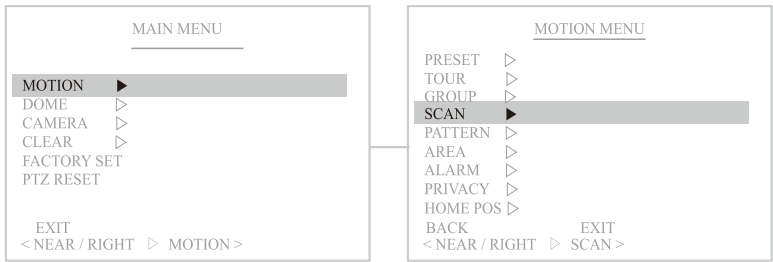 MAIN MENU
MOTION ▶
DOME ▷
CAMERA ▷
CLEAR ▷
FACTORY SET
PTZ RESET
EXIT
< NEAR / RIGHT ▷ MOTION >
MOTION MENU
PRESET ▷
TOUR ▷
GROUP ▷
SCAN ▶
PATTERN ▷
AREA ▷
ALARM ▷
PRIVACY ▷
HOME POS ▷
BACK EXIT
< NEAR / RIGHT ▷ SCAN >